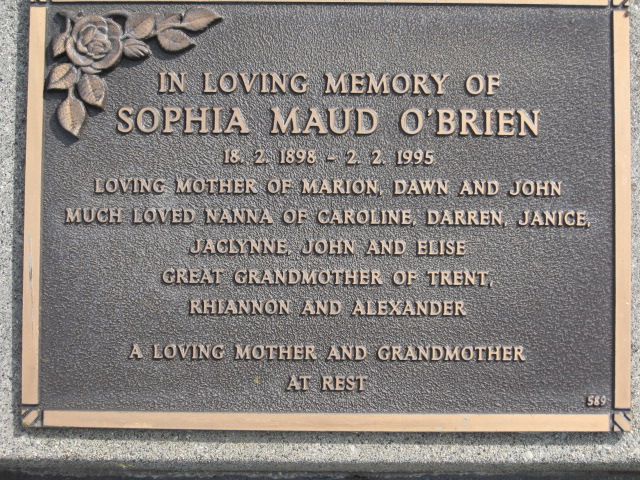 IN LOVING MEMORY OF
SOPHIA MAUD O'BRIEN
18. 2. 1898 - 2. 2. 1995
LOVING MOTHER OF MARION, DAWN AND JOHN
MUCH LOVED NANNA OF CAROLINE, DARREN, JANICE,
JACLYNNE, JOHN AND ELISE
GREAT GRANDMOTHER OF TRENT,
RHIANNON AND ALEXANDER
A LOVING MOTHER AND GRANDMOTHER
AT REST
589